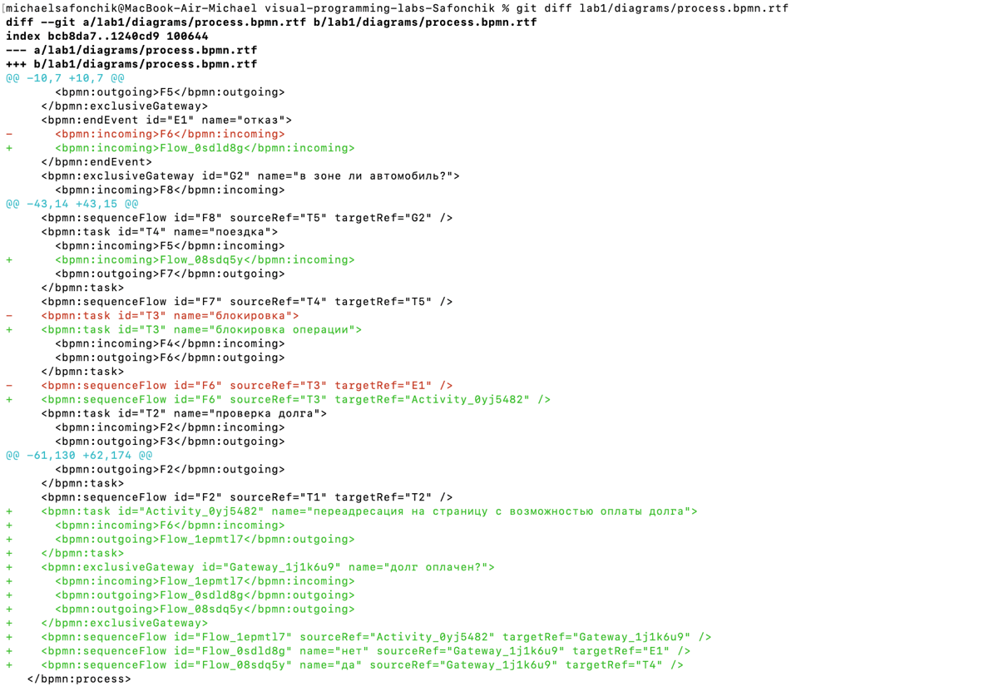 [michaelsafonchik@MacBook-Air-Michael visual-programming-labs-Safonchik % git diff lab1/diagrams/process.bpmn.rtf
diff --git a/lab1/diagrams/process.bpmn.rtf b/lab1/diagrams/process.bpmn.rtf
index bcb8da7..1240cd9 100644
--- a/lab1/diagrams/process.bpmn.rtf
+++ b/lab1/diagrams/process.bpmn.rtf
@@ -10,7 +10,7 @@
       <bpmn:outgoing>F5</bpmn:outgoing>
     </bpmn:exclusiveGateway>
     <bpmn:endEvent id="E1" name="отказ">
-      <bpmn:incoming>F6</bpmn:incoming>
+      <bpmn:incoming>Flow_0sdld8g</bpmn:incoming>
     </bpmn:endEvent>
     <bpmn:exclusiveGateway id="G2" name="в зоне ли автомобиль?">
       <bpmn:incoming>F8</bpmn:incoming>
@@ -43,14 +43,15 @@
     <bpmn:sequenceFlow id="F8" sourceRef="T5" targetRef="G2" />
     <bpmn:task id="T4" name="поездка">
       <bpmn:incoming>F5</bpmn:incoming>
+      <bpmn:incoming>Flow_08sdq5y</bpmn:incoming>
       <bpmn:outgoing>F7</bpmn:outgoing>
     </bpmn:task>
     <bpmn:sequenceFlow id="F7" sourceRef="T4" targetRef="T5" />
-    <bpmn:task id="T3" name="блокировка">
+    <bpmn:task id="T3" name="блокировка операции">
       <bpmn:incoming>F4</bpmn:incoming>
       <bpmn:outgoing>F6</bpmn:outgoing>
     </bpmn:task>
-    <bpmn:sequenceFlow id="F6" sourceRef="T3" targetRef="E1" />
+    <bpmn:sequenceFlow id="F6" sourceRef="T3" targetRef="Activity_0yj5482" />
     <bpmn:task id="T2" name="проверка долга">
       <bpmn:incoming>F2</bpmn:incoming>
       <bpmn:outgoing>F3</bpmn:outgoing>
@@ -61,130 +62,174 @@
       <bpmn:outgoing>F2</bpmn:outgoing>
     </bpmn:task>
     <bpmn:sequenceFlow id="F2" sourceRef="T1" targetRef="T2" />
+    <bpmn:task id="Activity_0yj5482" name="переадресация на страницу с возможностью оплаты долга">
+      <bpmn:incoming>F6</bpmn:incoming>
+      <bpmn:outgoing>Flow_1epmtl7</bpmn:outgoing>
+    </bpmn:task>
+    <bpmn:exclusiveGateway id="Gateway_1j1k6u9" name="долг оплачен?">
+      <bpmn:incoming>Flow_1epmtl7</bpmn:incoming>
+      <bpmn:outgoing>Flow_0sdld8g</bpmn:outgoing>
+      <bpmn:outgoing>Flow_08sdq5y</bpmn:outgoing>
+    </bpmn:exclusiveGateway>
+    <bpmn:sequenceFlow id="Flow_1epmtl7" sourceRef="Activity_0yj5482" targetRef="Gateway_1j1k6u9" />
+    <bpmn:sequenceFlow id="Flow_0sdld8g" name="нет" sourceRef="Gateway_1j1k6u9" targetRef="E1" />
+    <bpmn:sequenceFlow id="Flow_08sdq5y" name="да" sourceRef="Gateway_1j1k6u9" targetRef="T4" />
   </bpmn:process>